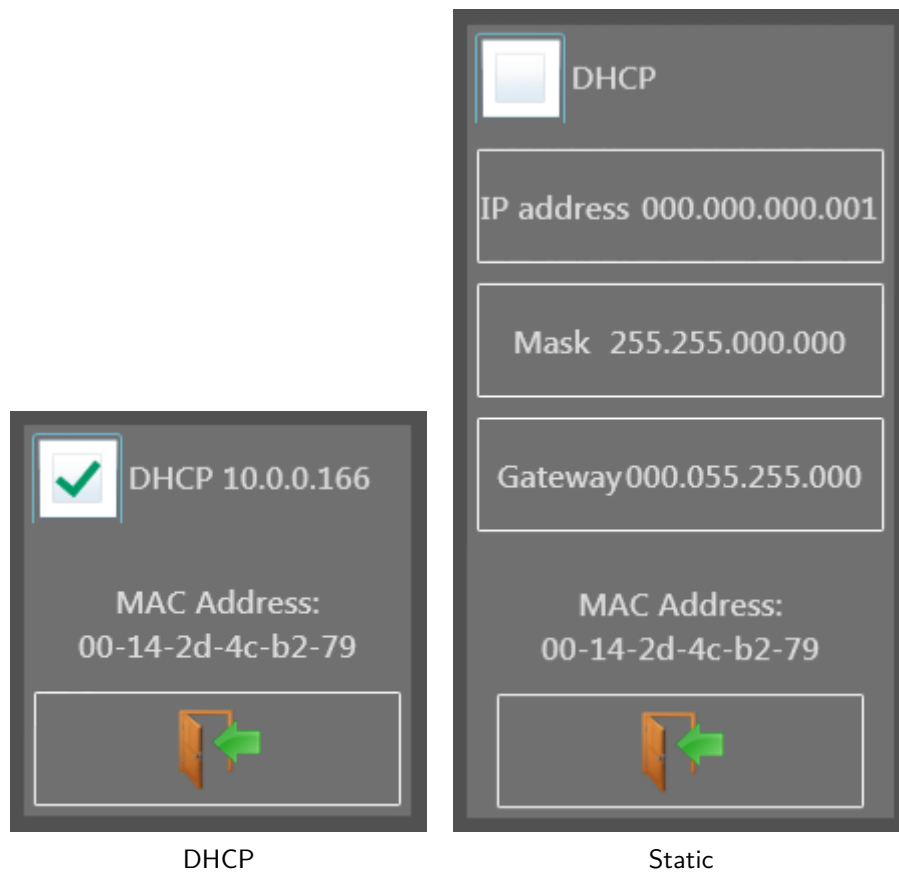 DHCP 10.0.0.166
MAC Address:
00-14-2d-4c-b2-79
DHCP
DHCP
IP address 000.000.000.001
Mask 255.255.000.000
Gateway 000.055.255.000
MAC Address:
00-14-2d-4c-b2-79
Static